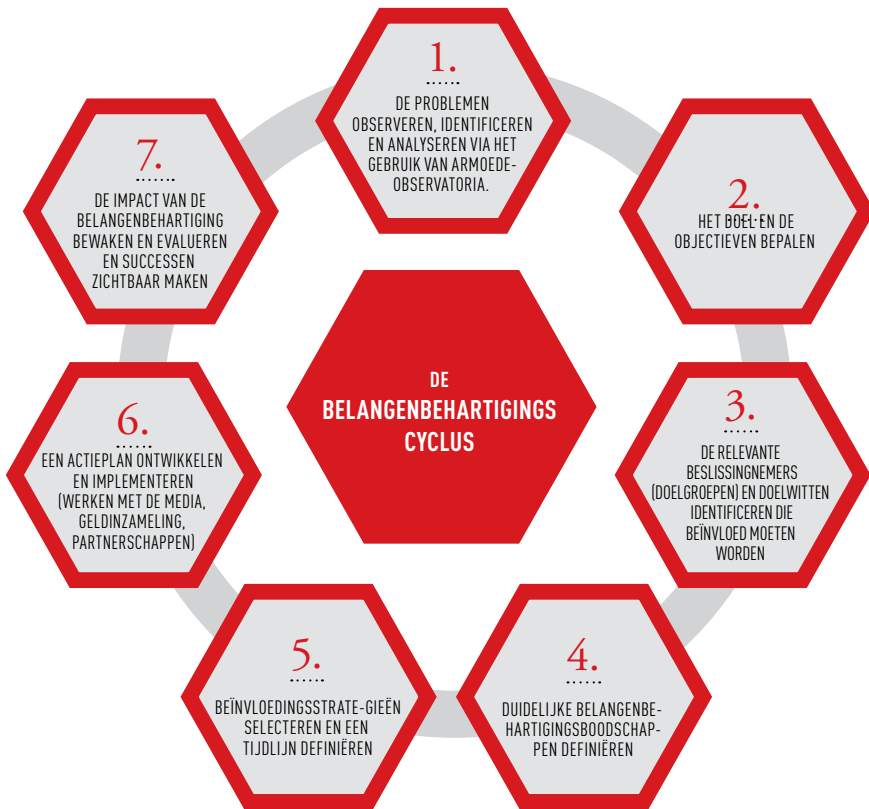 1.
DE PROBLEMEN
OBSERVEREN, IDENTIFICEREN
EN ANALYSEREN VIA HET
GEBRUIK VAN ARMOEDE-
OBSERVATORIA.
2.
HET DOEL EN DE
OBJECTIEVEN BEPALEN
3.
DE RELEVANTE
BESLISSINGNEMERS
(DOELGROEPEN) EN DOELWITTEN
IDENTIFICEREN DIE
BEÏNVLOED MOETEN
WORDEN
4.
DUIDELIJKE BELANGENBE-
HARTIGINGSBOODSCHAP-
PEN DEFINIËREN
5.
BEÏNVLOEDINGSSTRATE-GIEËN
SELECTEREN EN EEN
TIJDLIJN DEFINIËREN
6.
EEN ACTIEPLAN ONTWIKKELEN
EN IMPLEMENTEREN
(WERKEN MET DE MEDIA,
GELDINZAMELING,
PARTNERSCHAPPEN)
7.
DE IMPACT VAN DE
BELANGENBEHARTIGING
BEWAKEN EN EVALUEREN
EN SUCCESSEN
ZICHTBAAR MAKEN
DE
BELANGENBEHARTIGINGS
CYCLUS